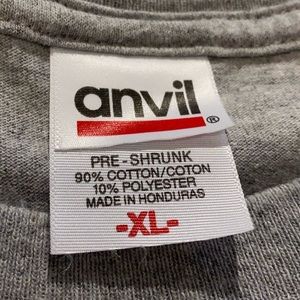 anvil®
PRE-SHRUNK
90% COTTON/COTON
10% POLYESTER
MADE IN HONDURAS
-XL-